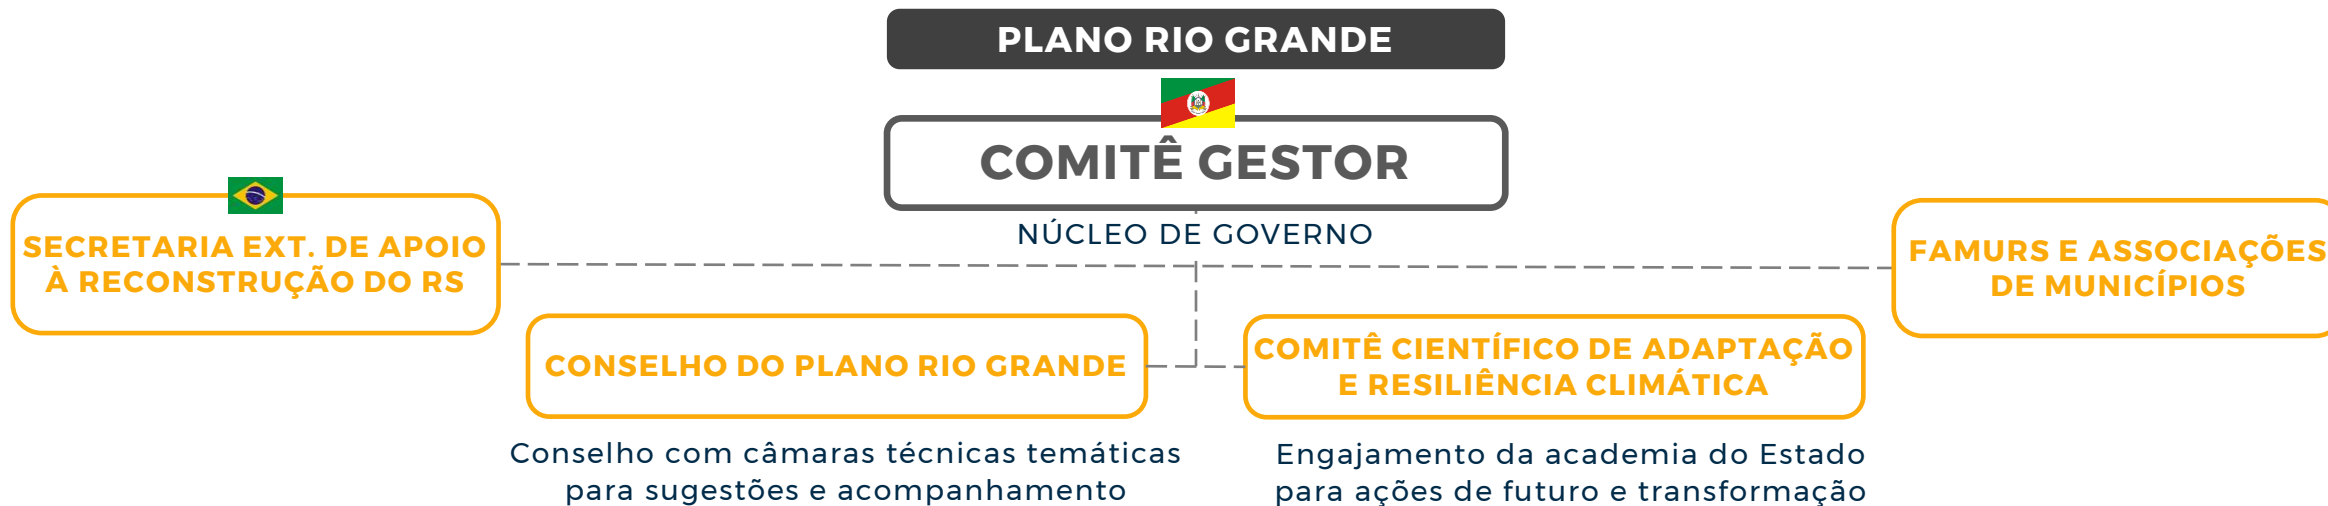 PLANO RIO GRANDE
COMITÊ GESTOR
NÚCLEO DE GOVERNO
SECRETARIA EXT. DE APOIO
À RECONSTRUÇÃO DO RS
FAMURS E ASSOCIAÇÕES
DE MUNICÍPIOS
CONSELHO DO PLANO RIO GRANDE
Conselho com câmaras técnicas temáticas
para sugestões e acompanhamento
COMITÊ CIENTÍFICO DE ADAPTAÇÃO
E RESILIÊNCIA CLIMÁTICA
Engajamento da academia do Estado
para ações de futuro e transformação